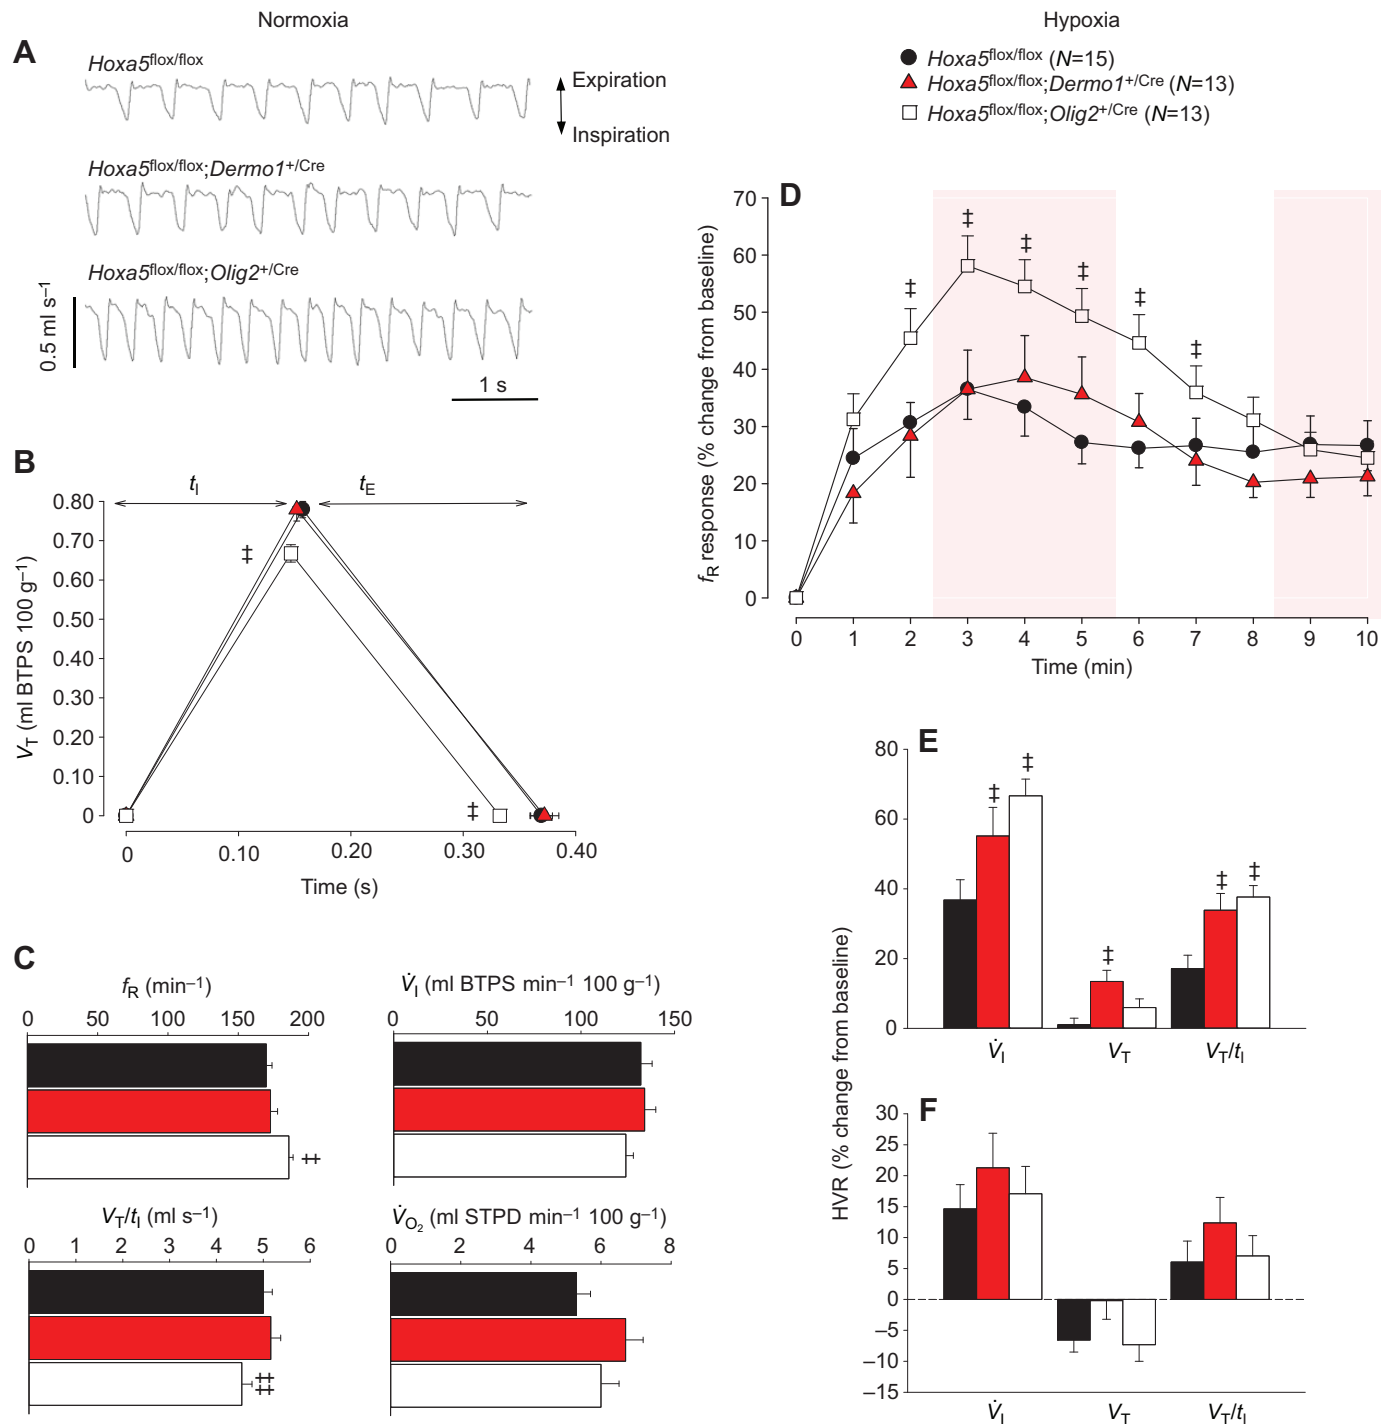 Normoxia
Hypoxia
A
Hoxa5flox/flox
Expiration
Inspiration
Hoxa5flox/flox;Dermo1+/Cre
Hoxa5flox/flox;Olig2+/Cre
0.5 ml s–1
1 s
Hoxa5flox/flox (N=15)
Hoxa5flox/flox;Dermo1+/Cre (N=13)
Hoxa5flox/flox;Olig2+/Cre (N=13)
B
tI
tE
0.80
0.70
0.60
0.50
0.40
0.30
0.20
0.10
0
‡
‡
VT (ml BTPS 100 g–1)
0 0.10 0.20 0.30 0.40
Time (s)
C
fR (min–1)
0 50 100 150 200
‡
V̇I (ml BTPS min–1 100 g–1)
0 50 100 150
VT/tI (ml s–1)
0 1 2 3 4 5 6
‡
‡
V̇O2 (ml STPD min–1 100 g–1)
0 2 4 6 8
D
70
60
50
40
30
20
10
0
fR response (% change from baseline)
‡ ‡ ‡ ‡ ‡ ‡
0 1 2 3 4 5 6 7 8 9 10
Time (min)
E
80
60
40
20
0
‡ ‡ ‡ ‡ ‡
V̇I VT VT/tI
HVR (% change from baseline)
F
30
25
20
15
10
5
0
–5
–10
–15
V̇I VT VT/tI